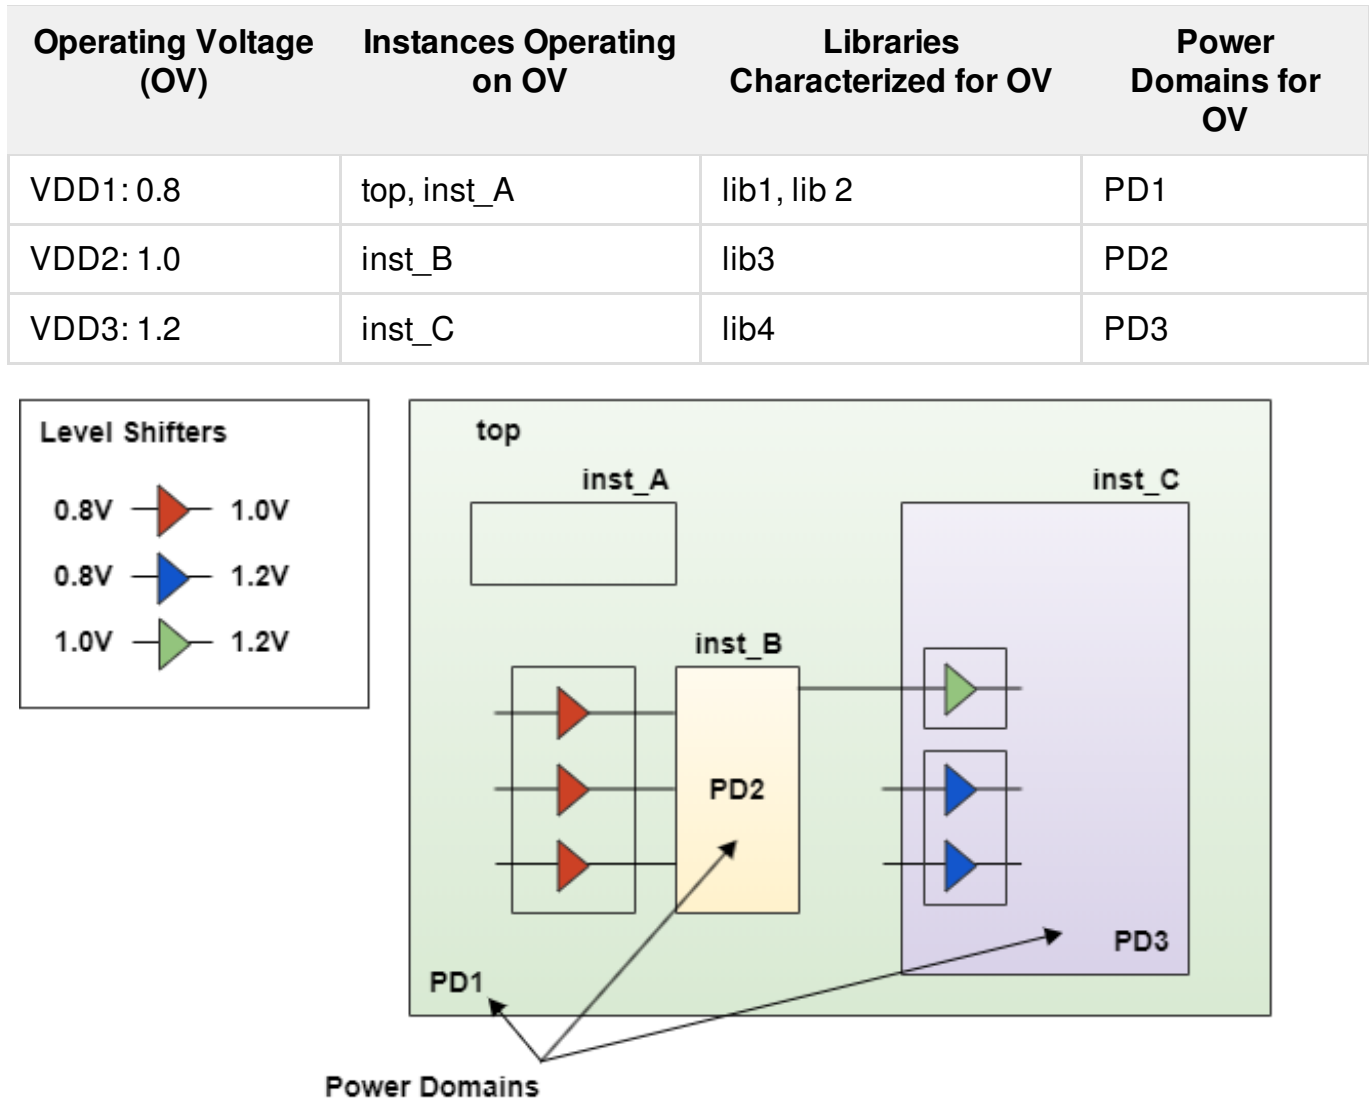 Operating Voltage (OV)
Instances Operating on OV
Libraries Characterized for OV
Power Domains for OV
VDD1: 0.8
top, inst_A
lib1, lib 2
PD1
VDD2: 1.0
inst_B
lib3
PD2
VDD3: 1.2
inst_C
lib4
PD3
Level Shifters
0.8V 1.0V
0.8V 1.2V
1.0V 1.2V
top
inst_A
inst_C
inst_B
PD2
PD3
PD1
Power Domains